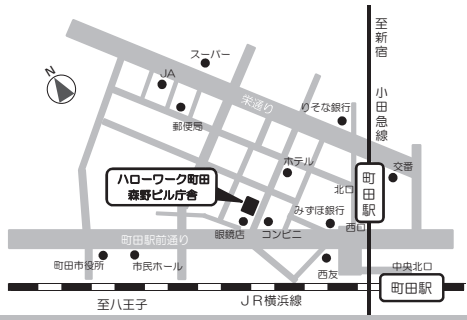 至新宿
小田急線
スーパー
N
JA
栄通り
りそな銀行
郵便局
ホテル
交番
町田駅
北口
ハローワーク町田
森野ビル庁舎
みずほ銀行
西口
眼鏡店
コンビニ
町田駅前通り
町田市役所
市民ホール
西友
中央北口
町田駅
至八王子
JR横浜線